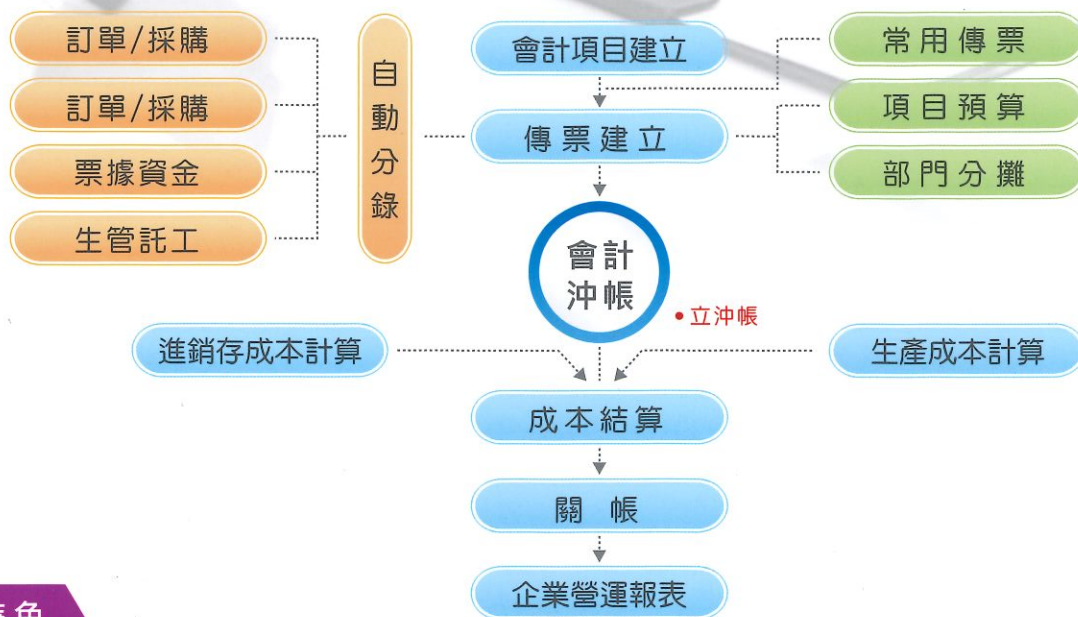 訂單/採購
訂單/採購
票據資金
生管託工
自動分錄
會計項目建立
傳票建立
常用傳票
項目預算
部門分攤
會計
沖帳
•立沖帳
進銷存成本計算
生產成本計算
成本結算
關帳
企業營運報表
色